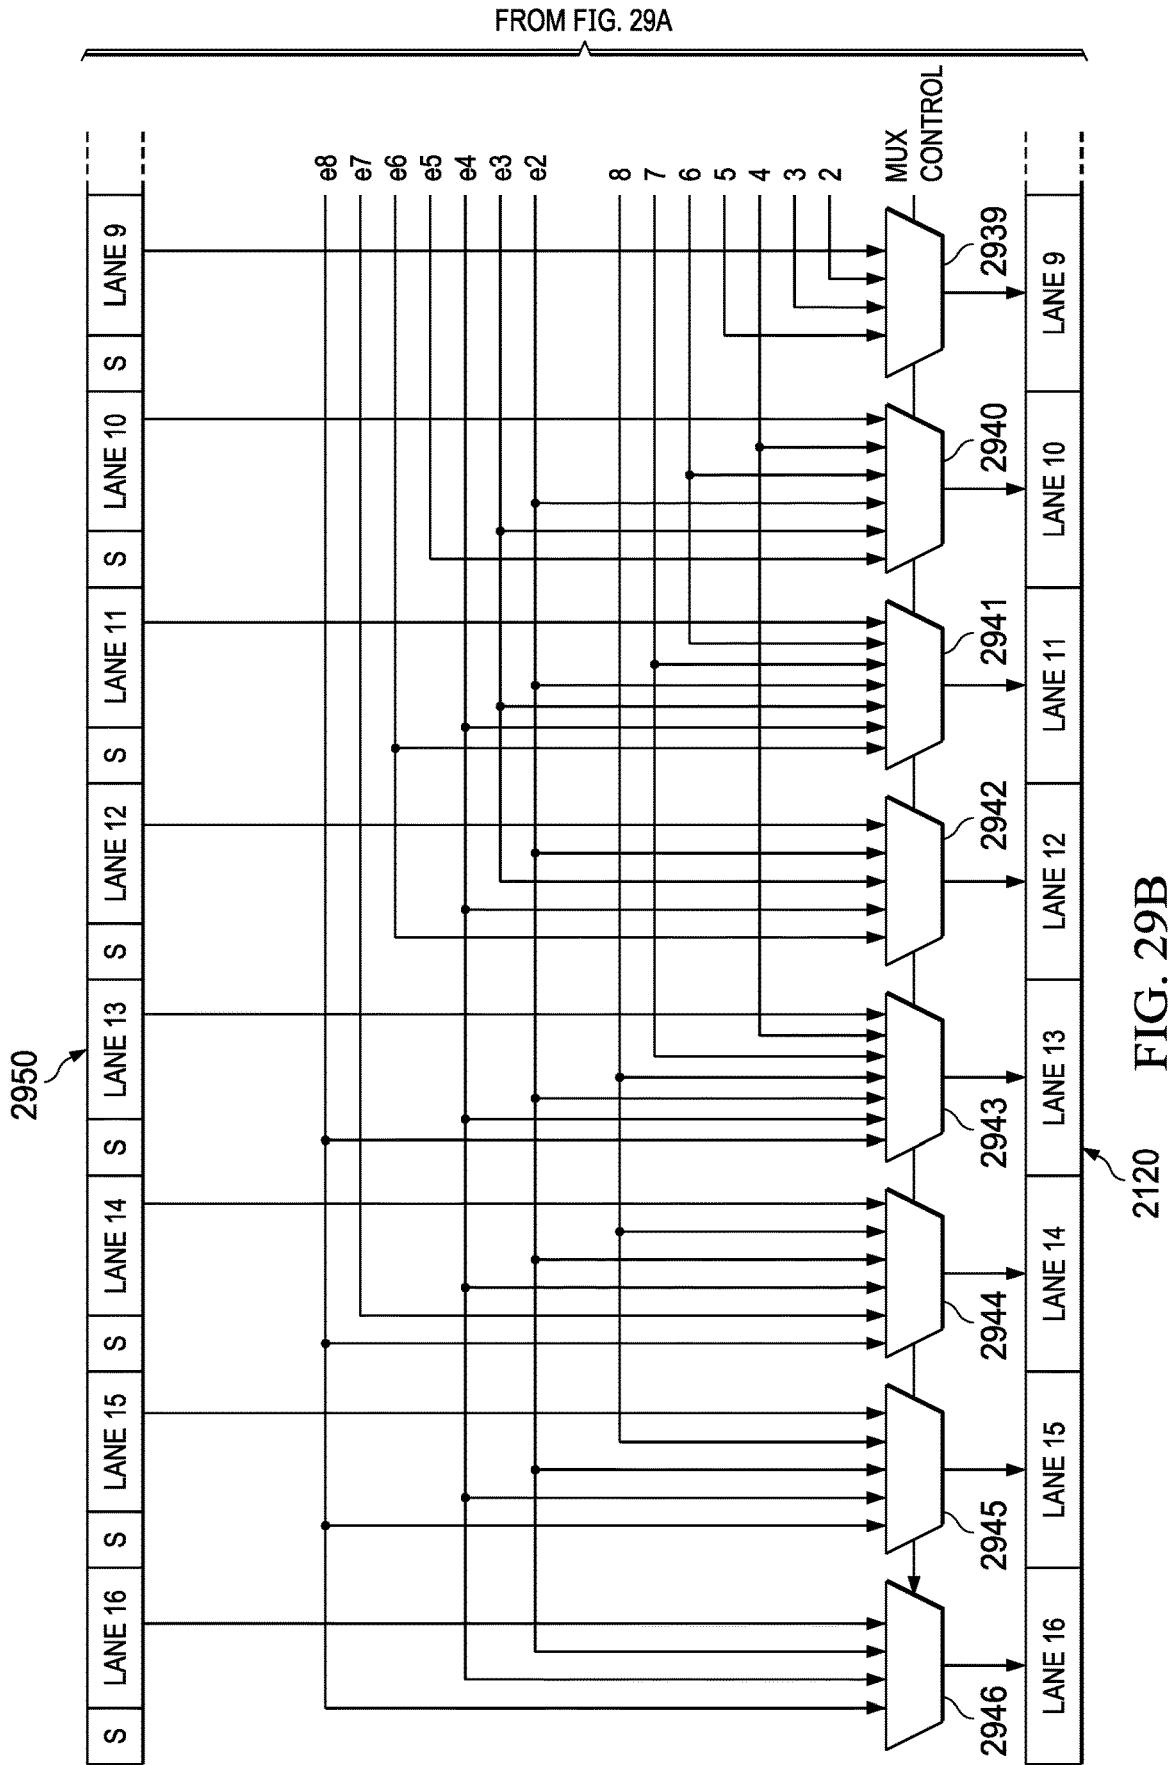 FROM FIG. 29A
LANE 9
S
LANE 10
S
LANE 11
S
LANE 12
S
LANE 13
S
LANE 14
S
LANE 15
S
LANE 16
S
2950
e8
e7
e6
e5
e4
e3
e2
8
7
6
5
4
3
2
MUX
CONTROL
2939
2940
2941
2942
2943
2944
2945
2946
LANE 9
LANE 10
LANE 11
LANE 12
LANE 13
LANE 14
LANE 15
LANE 16
2120
FIG. 29B